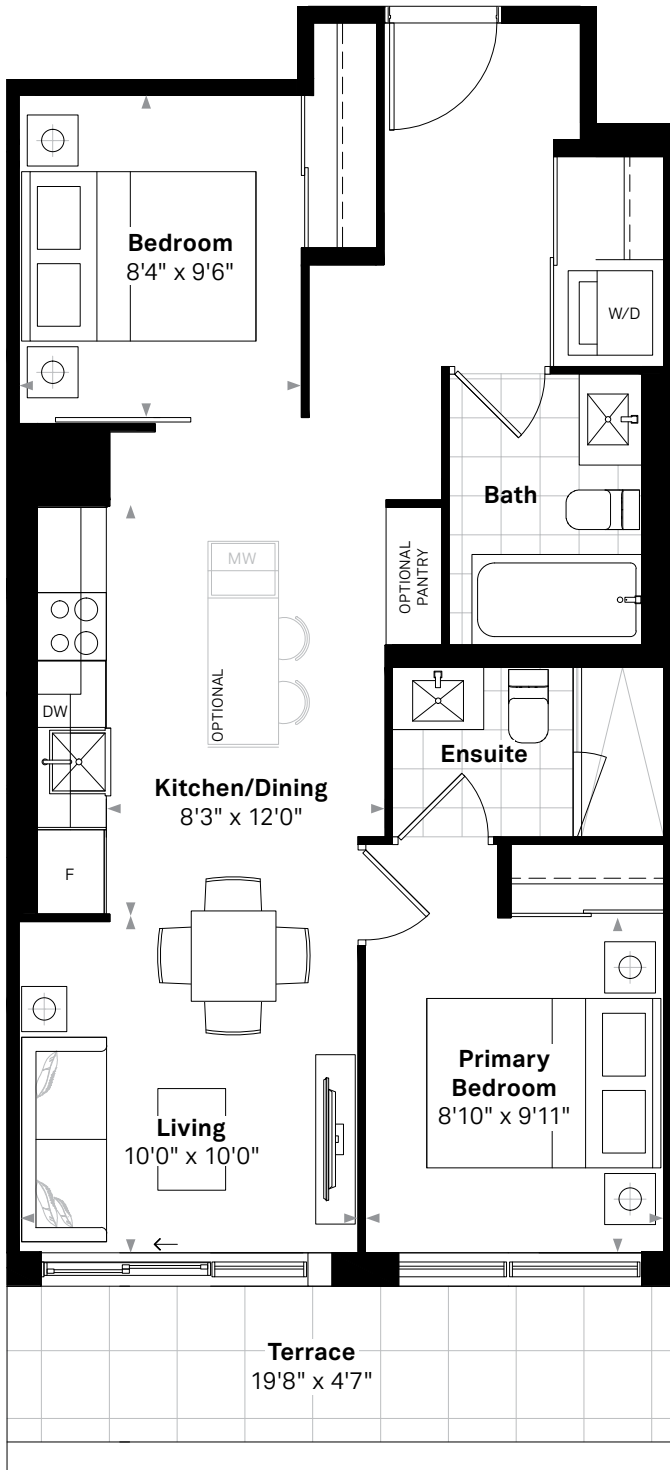 Bedroom
8'4" x 9'6"
W/D
Bath
OPTIONAL
PANTRY
MW
OPTIONAL
DW
Ensuite
Kitchen/Dining
8'3" x 12'0"
F
Primary
Bedroom
8'10" x 9'11"
Living
10'0" x 10'0"
Terrace
19'8" x 4'7"